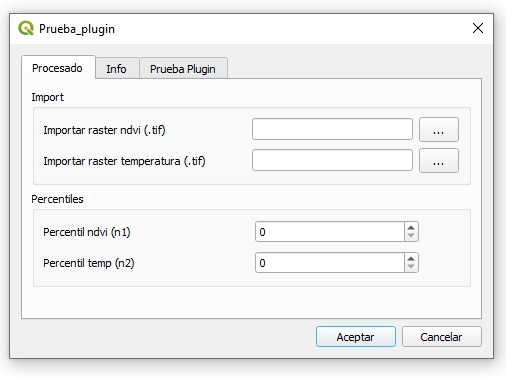 Prueba_plugin
Procesado Info Prueba Plugin
Import
Importar raster ndvi (.tif) ...
Importar raster temperatura (.tif) ...
Percentiles
Percentil ndvi (n1) 0
Percentil temp (n2) 0
Aceptar Cancelar